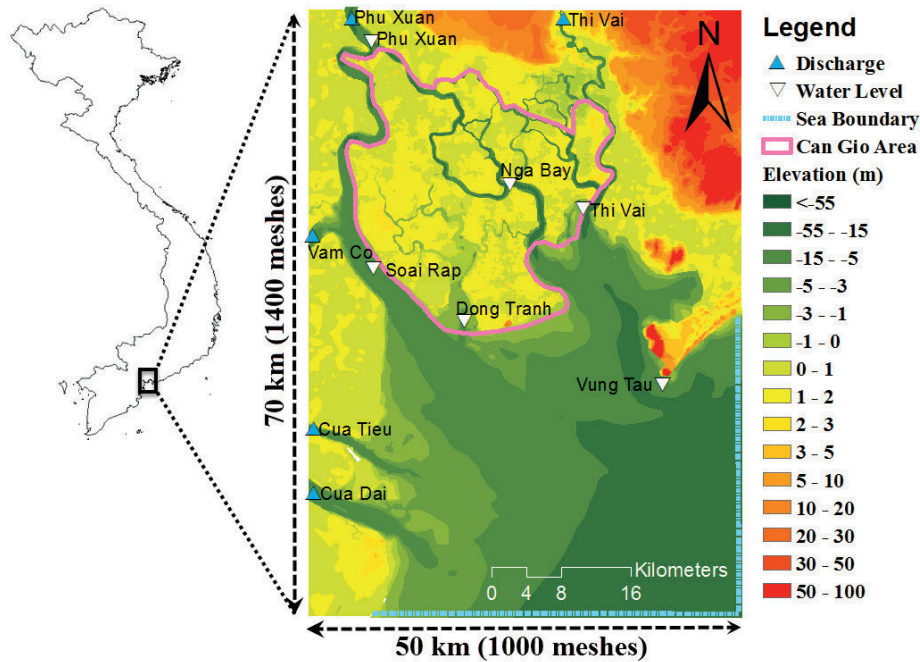 Phu Xuan
Phu Xuan
Thi Vai
Nga Bay
Thi Vai
Vam Co
Soai Rap
Dong Tranh
Vung Tau
Cua Tieu
Cua Dai
N
Kilometers
0 4 8 16
70 km (1400 meshes)
50 km (1000 meshes)
Legend
Discharge
Water Level
Sea Boundary
Can Gio Area
Elevation (m)
<-55
-55 - -15
-15 - -5
-5 - -3
-3 - -1
-1 - 0
0 - 1
1 - 2
2 - 3
3 - 5
5 - 10
10 - 20
20 - 30
30 - 50
50 - 100